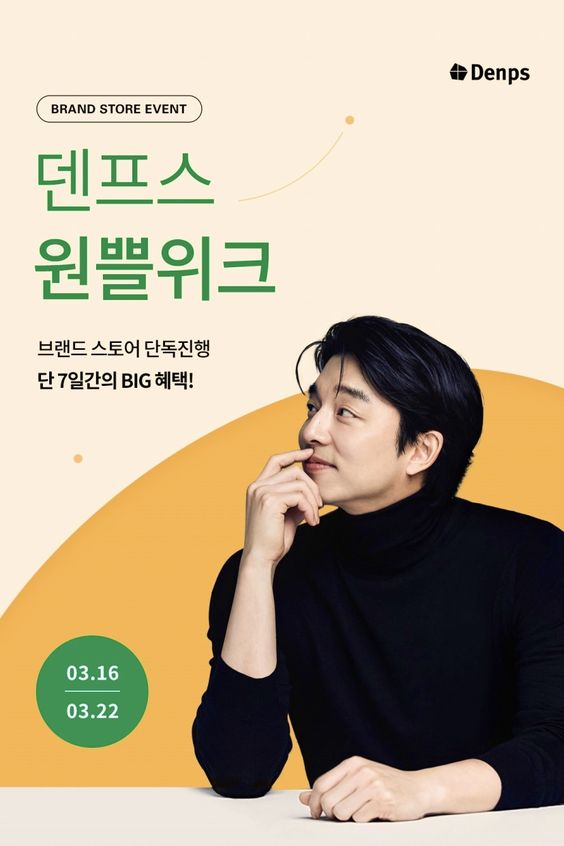 Denps
BRAND STORE EVENT
덴프스
원쁠위크
브랜드 스토어 단독진행
단 7일간의 BIG 혜택!
03.16
03.22